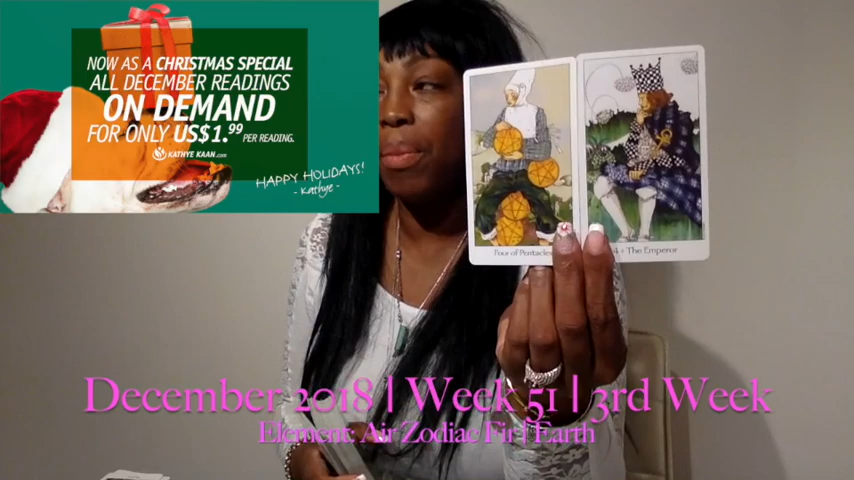 NOW AS A CHRISTMAS SPECIAL
ALL DECEMBER READINGS
ON DEMAND
FOR ONLY US$1.99 PER READING.
KATHYE KAAN.com
HAPPY HOLIDAYS!
- Kathye -
Four of Pentacles
4 • The Emperor
December 2018 | Week 51 | 3rd Week
Element: Air Zodiac Fir | Earth